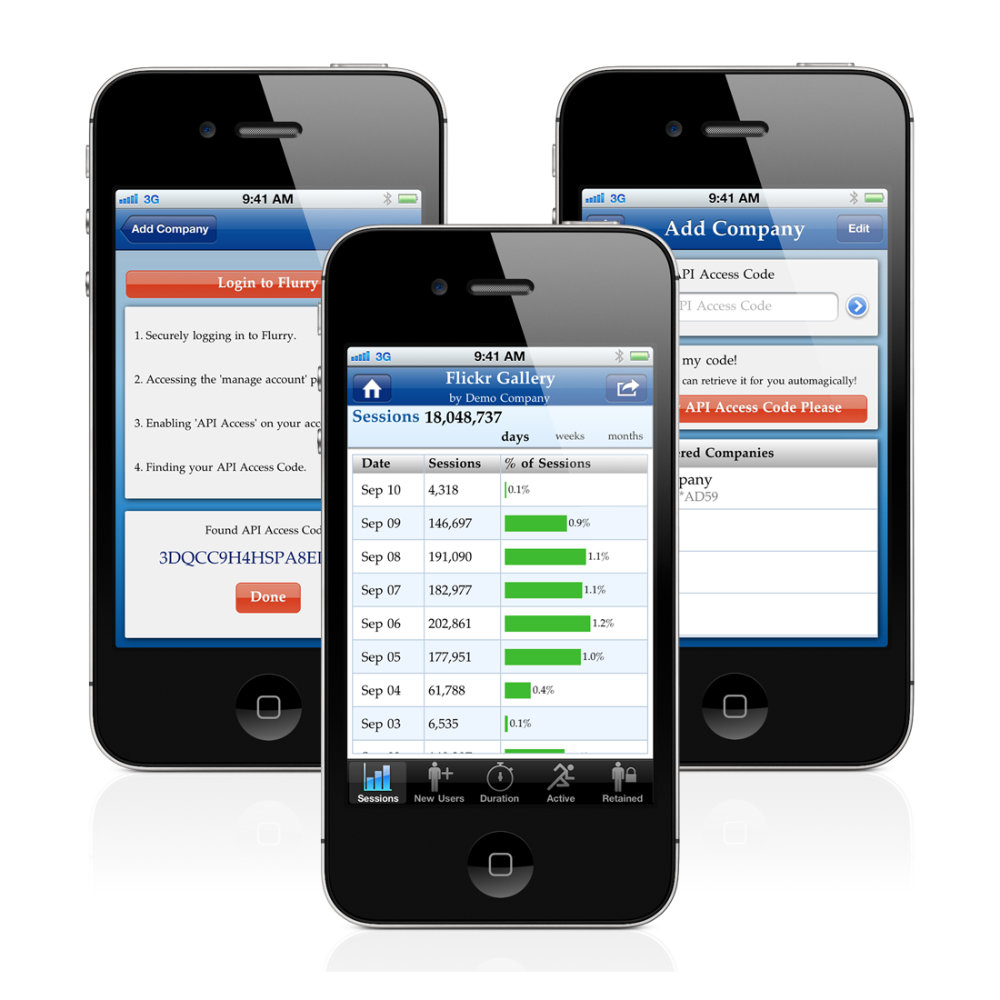 3G 9:41 AM
Add Company
Login to Flurry
1. Securely logging in to Flurry.
2. Accessing the 'manage account'
3. Enabling 'API Access' on your
4. Finding your API Access Code.
Found API Access
3DQCC9H4HSPA8E
Done
3G 9:41 AM
Flickr Gallery
by Demo Company
Sessions 18,048,737
days weeks months
Date Sessions % of Sessions
Sep 10 4,318 0.1%
Sep 09 146,697 0.9%
Sep 08 191,090 1.1%
Sep 07 182,977 1.1%
Sep 06 202,861 1.2%
Sep 05 177,951 1.0%
Sep 04 61,788 0.4%
Sep 03 6,535 0.1%
Sessions New Users Duration Active Retained
3G 9:41 AM
Add Company Edit
API Access Code
API Access Code
my code!
can retrieve it for you automagically!
API Access Code Please
red Companies
pany
*AD59